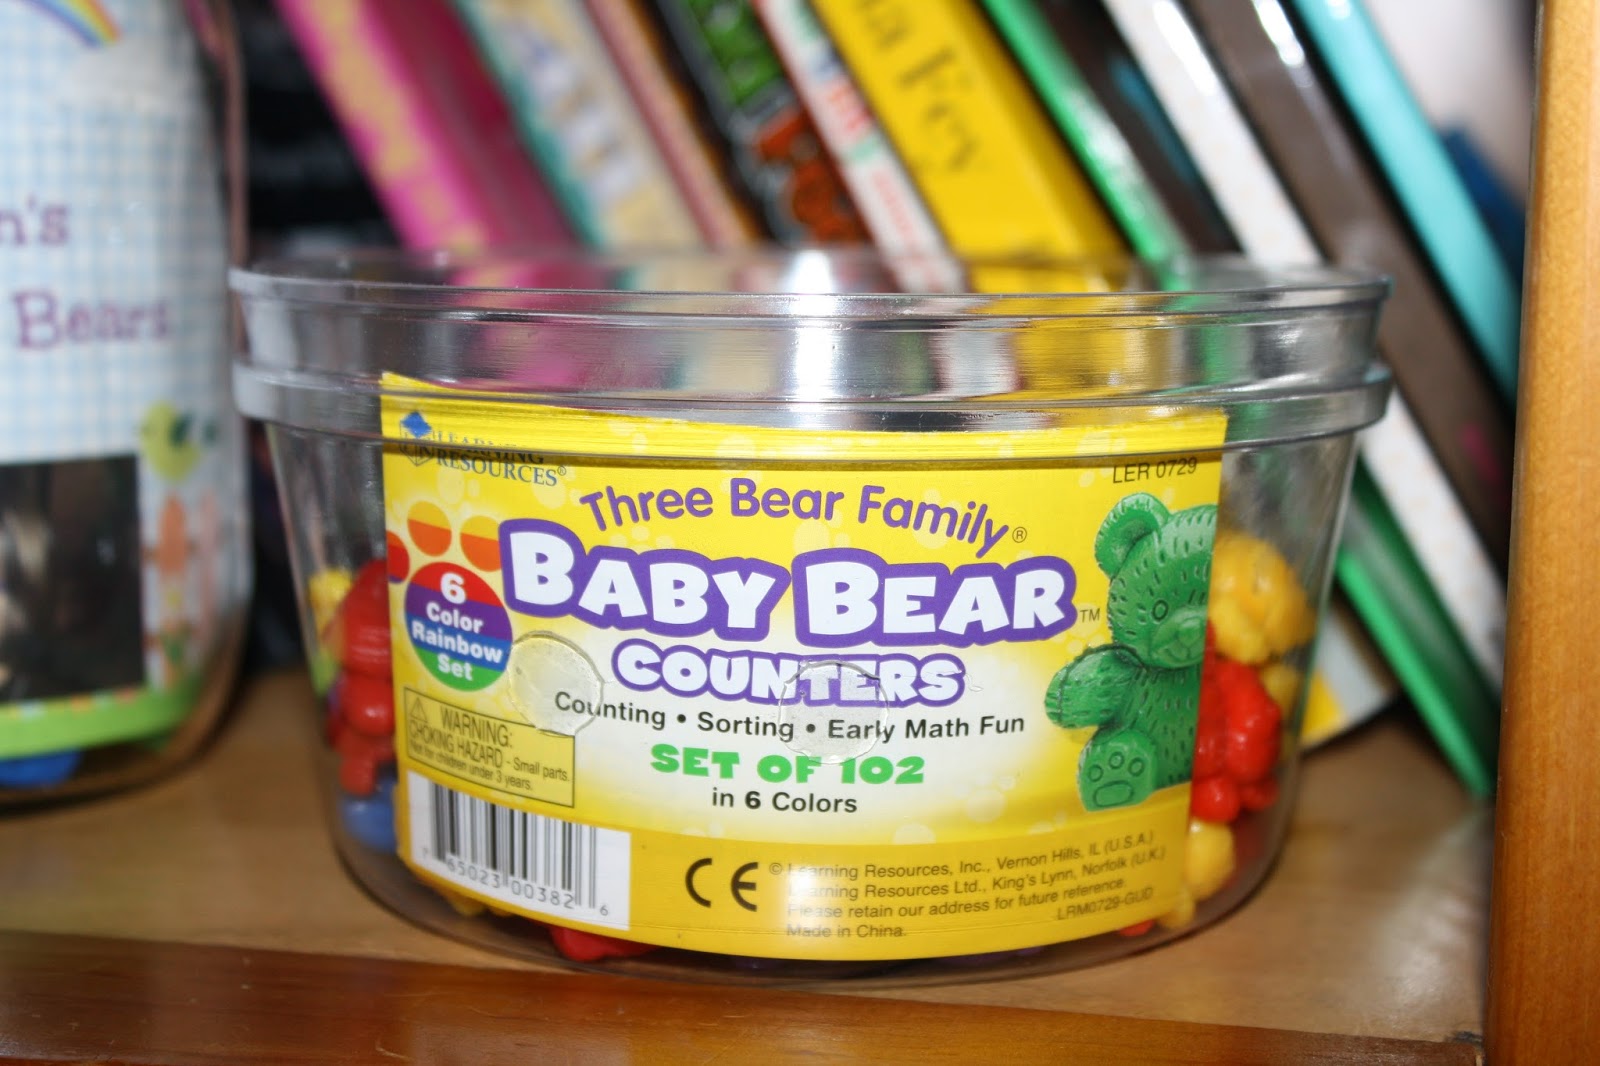 n's
Bears
LEARNING
RESOURCES®
LER 0729
Three Bear Family®
BABY BEAR™
COUNTERS
6
Color
Rainbow
Set
Counting • Sorting • Early Math Fun
SET OF 102
in 6 Colors
WARNING:
CHOKING HAZARD - Small parts.
Not for children under 3 years.
7 65023 00382 6
CE
© Learning Resources, Inc., Vernon Hills, IL (U.S.A.)
Learning Resources Ltd., King's Lynn, Norfolk (U.K.)
Please retain our address for future reference.
Made in China.
LRM0729-GUD